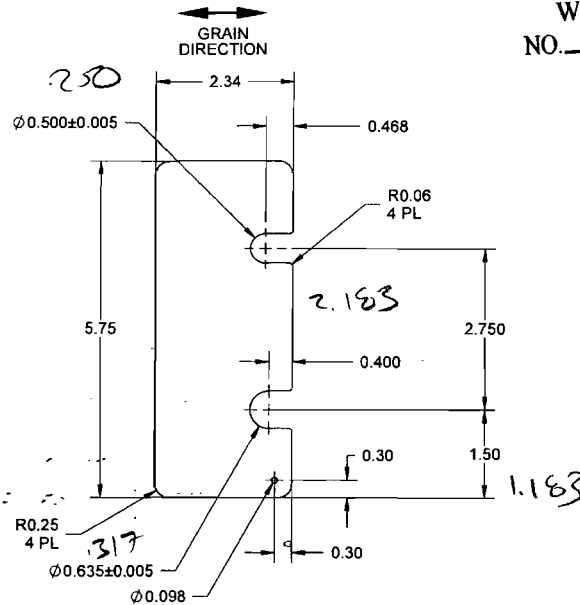 W
NO.
GRAIN
DIRECTION
.250
2.34
Ø0.500±0.005
0.468
R0.06
4 PL
5.75
2.183
2.750
0.400
0.30
1.50
1.183
R0.25
4 PL
.317
0.30
Ø0.635±0.005
Ø0.098